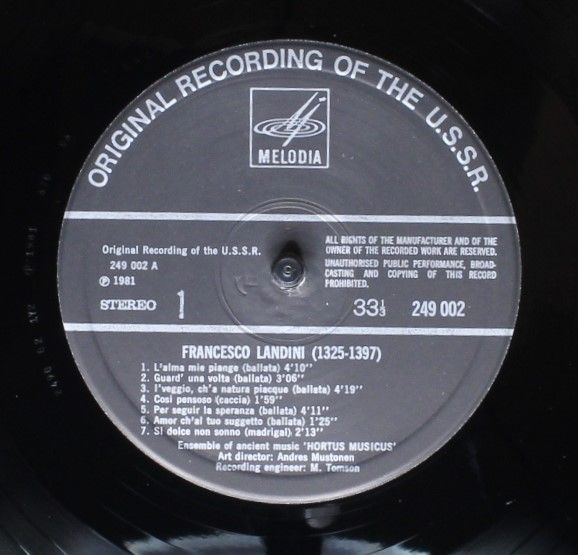 ORIGINAL RECORDING OF THE U.S.S.R.
MELODIA
Original Recording of the U.S.S.R.
249 002 A
℗ 1981
STEREO 1
ALL RIGHTS OF THE MANUFACTURER AND OF THE
OWNER OF THE RECORDED WORK ARE RESERVED.
UNAUTHORISED PUBLIC PERFORMANCE, BROAD-
CASTING AND COPYING OF THIS RECORD
PROHIBITED.
33⅓ 249 002
FRANCESCO LANDINI (1325-1397)
1. L'alma mie piange (ballata) 4'10''
2. Guard' una volta (ballata) 3'06''
3. I'veggio, ch'a natura piacque (ballata) 4'19''
4. Cosi pensoso (caccia) 1'59''
5. Per seguir la speranza (ballata) 4'11''
6. Amor ch'al tuo suggetto (ballata) 1'25''
7. Si dolce non sonno (madrigal) 2'13''
Ensemble of ancient music 'HORTUS MUSICUS'
Art director: Andres Mustonen
Recording engineer: M. Tomson